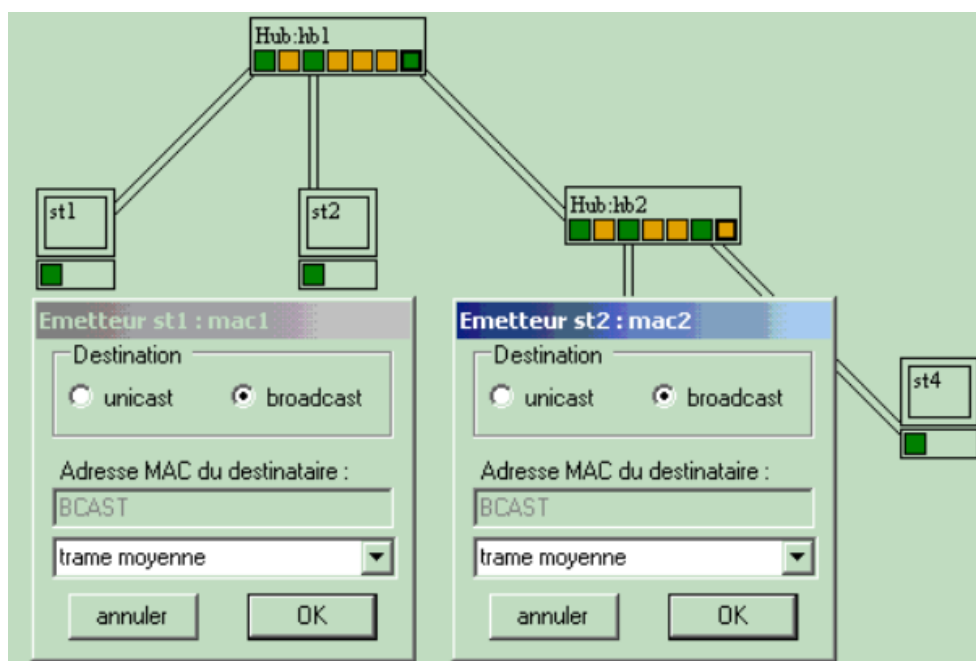 Hub:hb1
st1
st2
Hub:hb2
Emetteur st1 : mac1
Destination
unicast
broadcast
Adresse MAC du destinataire :
BCAST
trame moyenne
annuler
OK
Emetteur st2 : mac2
Destination
unicast
broadcast
Adresse MAC du destinataire :
BCAST
trame moyenne
annuler
OK
st4